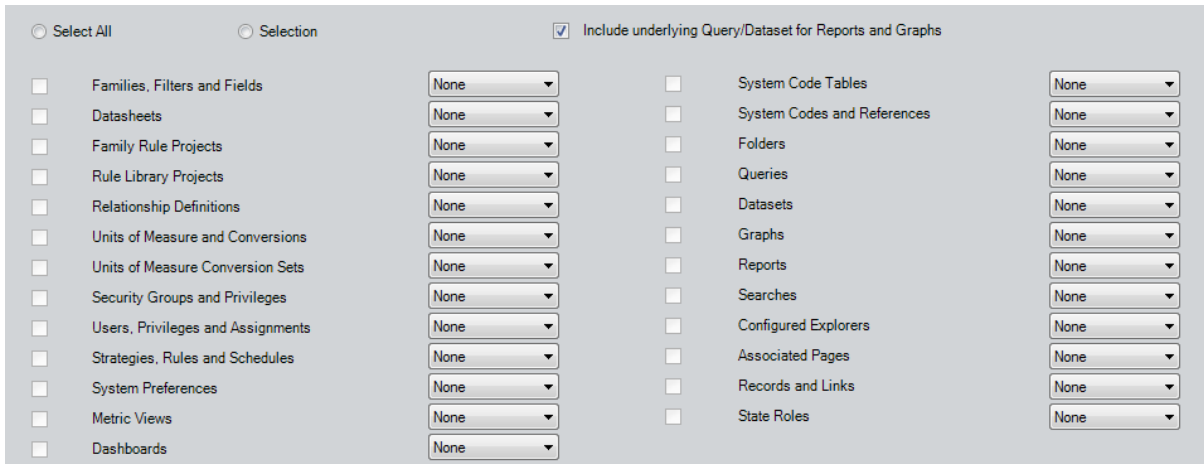 Select All Selection Include underlying Query/Dataset for Reports and Graphs
Families, Filters and Fields None System Code Tables None
Datasheets None System Codes and References None
Family Rule Projects None Folders None
Rule Library Projects None Queries None
Relationship Definitions None Datasets None
Units of Measure and Conversions None Graphs None
Units of Measure Conversion Sets None Reports None
Security Groups and Privileges None Searches None
Users, Privileges and Assignments None Configured Explorers None
Strategies, Rules and Schedules None Associated Pages None
System Preferences None Records and Links None
Metric Views None State Roles None
Dashboards None